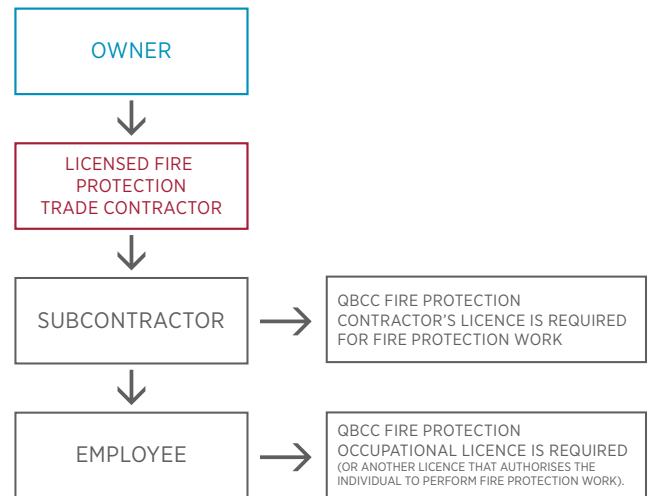 OWNER
LICENSED FIRE
PROTECTION
TRADE CONTRACTOR
SUBCONTRACTOR
QBCC FIRE PROTECTION
CONTRACTOR'S LICENCE IS REQUIRED
FOR FIRE PROTECTION WORK
EMPLOYEE
QBCC FIRE PROTECTION
OCCUPATIONAL LICENCE IS REQUIRED
(OR ANOTHER LICENCE THAT AUTHORISES THE
INDIVIDUAL TO PERFORM FIRE PROTECTION WORK).